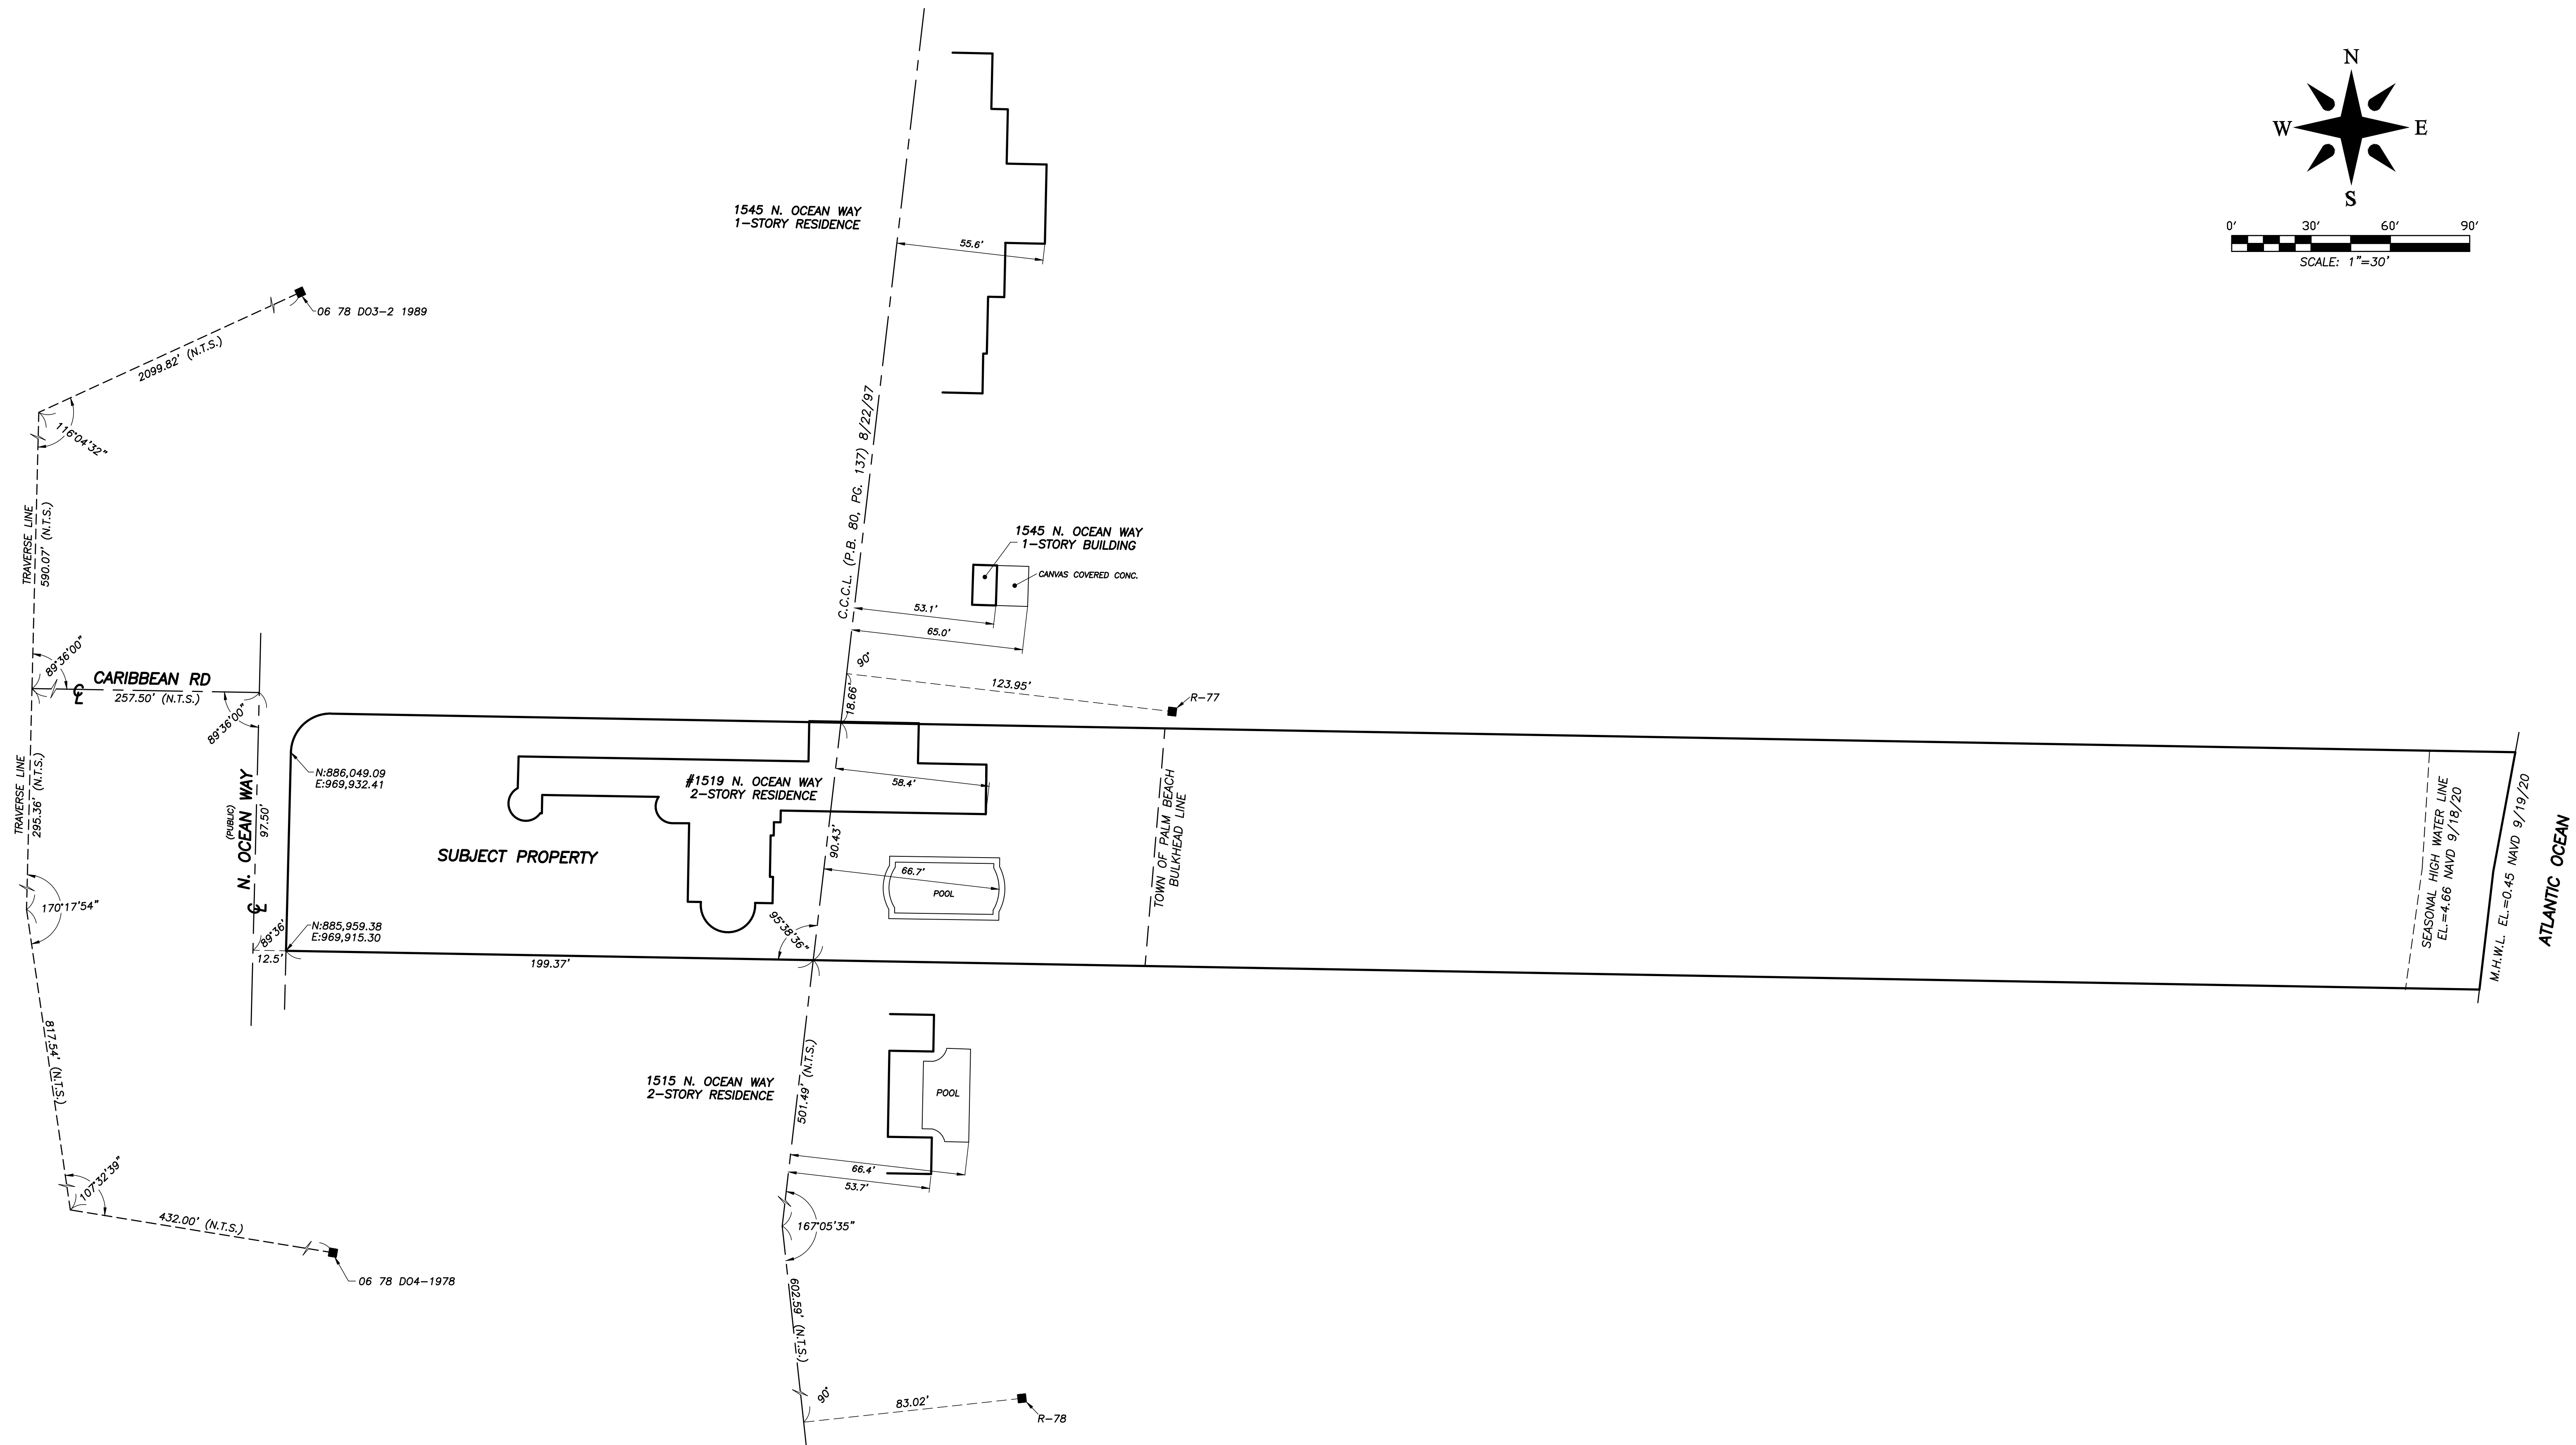 N
W
E
S
0' 30' 60' 90'
SCALE: 1"=30'
1545 N. OCEAN WAY
1-STORY RESIDENCE
55.6'
06 78 DO3-2 1989
2099.82' (N.T.S.)
116°04'32"
C.C.C.L. (P.B. 80, PG. 137) 8/22/97
TRAVERSE LINE
590.07' (N.T.S.)
1545 N. OCEAN WAY
1-STORY BUILDING
CANVAS COVERED CONC.
53.1'
65.0'
89°36'00"
CARIBBEAN RD
257.50' (N.T.S.)
89°36'00"
90°
18.66'
123.95'
R-77
TRAVERSE LINE
295.36' (N.T.S.)
N. OCEAN WAY
(PUBLIC)
97.50'
N:886,049.09
E:969,932.41
#1519 N. OCEAN WAY
2-STORY RESIDENCE
58.4'
90.43'
SUBJECT PROPERTY
66.7'
POOL
TOWN OF PALM BEACH
BULKHEAD LINE
SEASONAL HIGH WATER LINE
EL.=4.66 NAVD 9/18/20
M.H.W.L. EL.=0.45 NAVD 9/19/20
ATLANTIC OCEAN
170°17'54"
89°36'
12.5'
N:885,959.38
E:969,915.30
95°38'36"
199.37'
817.54' (N.T.S.)
501.49' (N.T.S.)
1515 N. OCEAN WAY
2-STORY RESIDENCE
POOL
66.4'
53.7'
107°32'39"
432.00' (N.T.S.)
167°05'35"
06 78 DO4-1978
602.59' (N.T.S.)
90°
83.02'
R-78